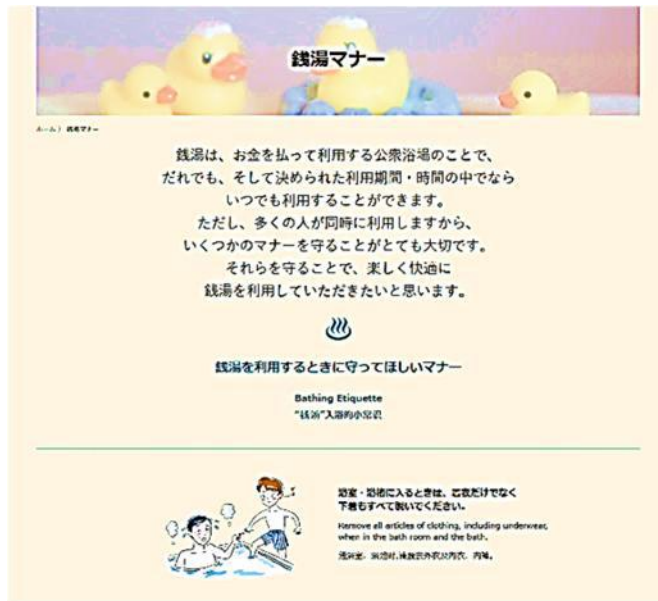 銭湯マナー
ホーム / 銭湯マナー
銭湯は、お金を払って利用する公衆浴場のことで、
だれでも、そして決められた利用期間・時間の中でなら
いつでも利用することができます。
ただし、多くの人が同時に利用しますから、
いくつかのマナーを守ることがとても大切です。
それらを守ることで、楽しく快適に
銭湯を利用していただきたいと思います。
銭湯を利用するときに守ってほしいマナー
Bathing Etiquette
入浴的小常识
浴室・浴槽に入るときは、だけでなく
下着もすべて脱いでください。
Remove all articles of clothing, including underwear,
when in the bath room and the bath.